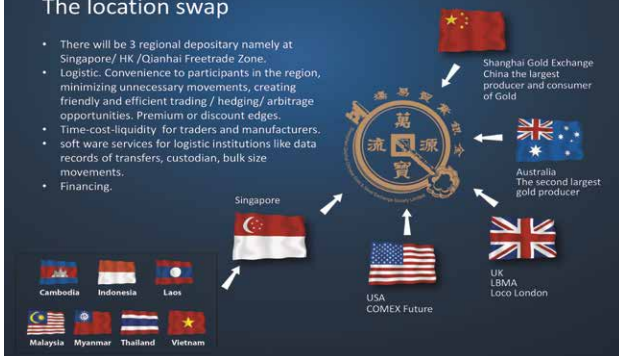 The location swap
• There will be 3 regional depositary namely at
Singapore/ HK /Qianhai Freetrade Zone.
• Logistic. Convenience to participants in the region,
minimizing unnecessary movements, creating
friendly and efficient trading / hedging/ arbitrage
opportunities. Premium or discount edges.
• Time-cost-liquidity for traders and manufacturers.
• soft ware services for logistic institutions like data
records of transfers, custodian, bulk size
movements.
• Financing.
Shanghai Gold Exchange
China the largest
producer and consumer
of Gold
萬
流 源
寶
Australia
The second largest
gold producer
Singapore
UK
LBMA
Loco London
USA
COMEX Future
Cambodia Indonesia Laos
Malaysia Myanmar Thailand Vietnam